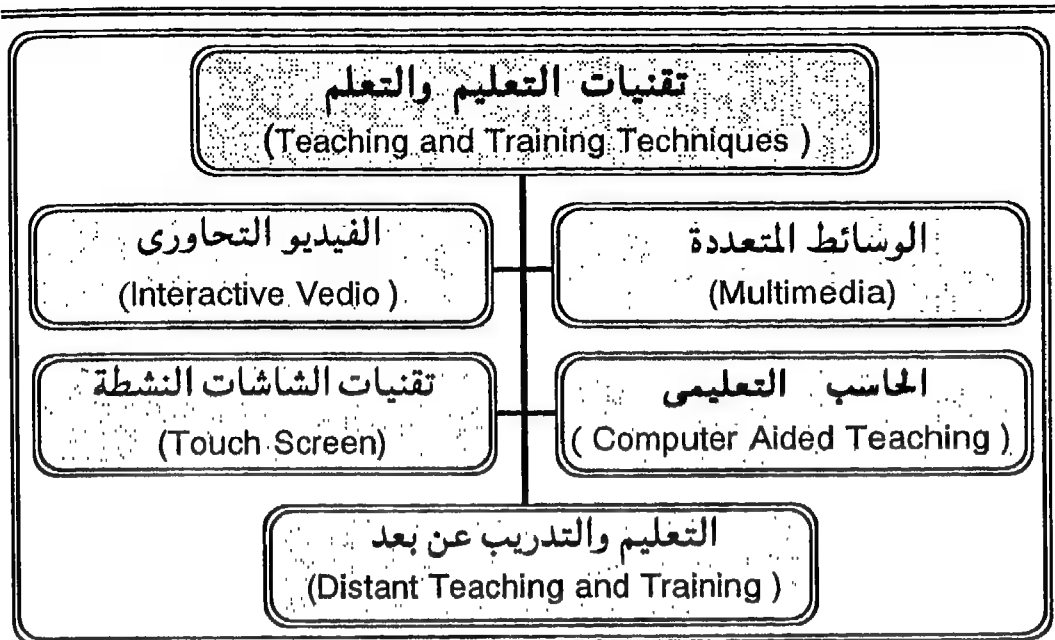 تقنيات التعليم والتعلم
(Teaching and Training Techniques )
الوسائط المتعددة
(Multimedia)
الفيديو التحاورى
(Interactive Vedio )
الحاسب التعليمى
( Computer Aided Teaching )
تقنيات الشاشات النشطة
(Touch Screen)
التعليم والتدريب عن بعد
(Distant Teaching and Training )